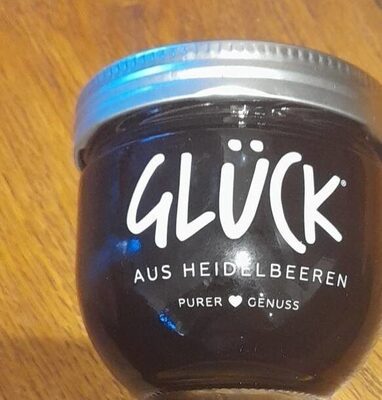 GLÜCK®
AUS HEIDELBEEREN
PURER ♥ GENUSS